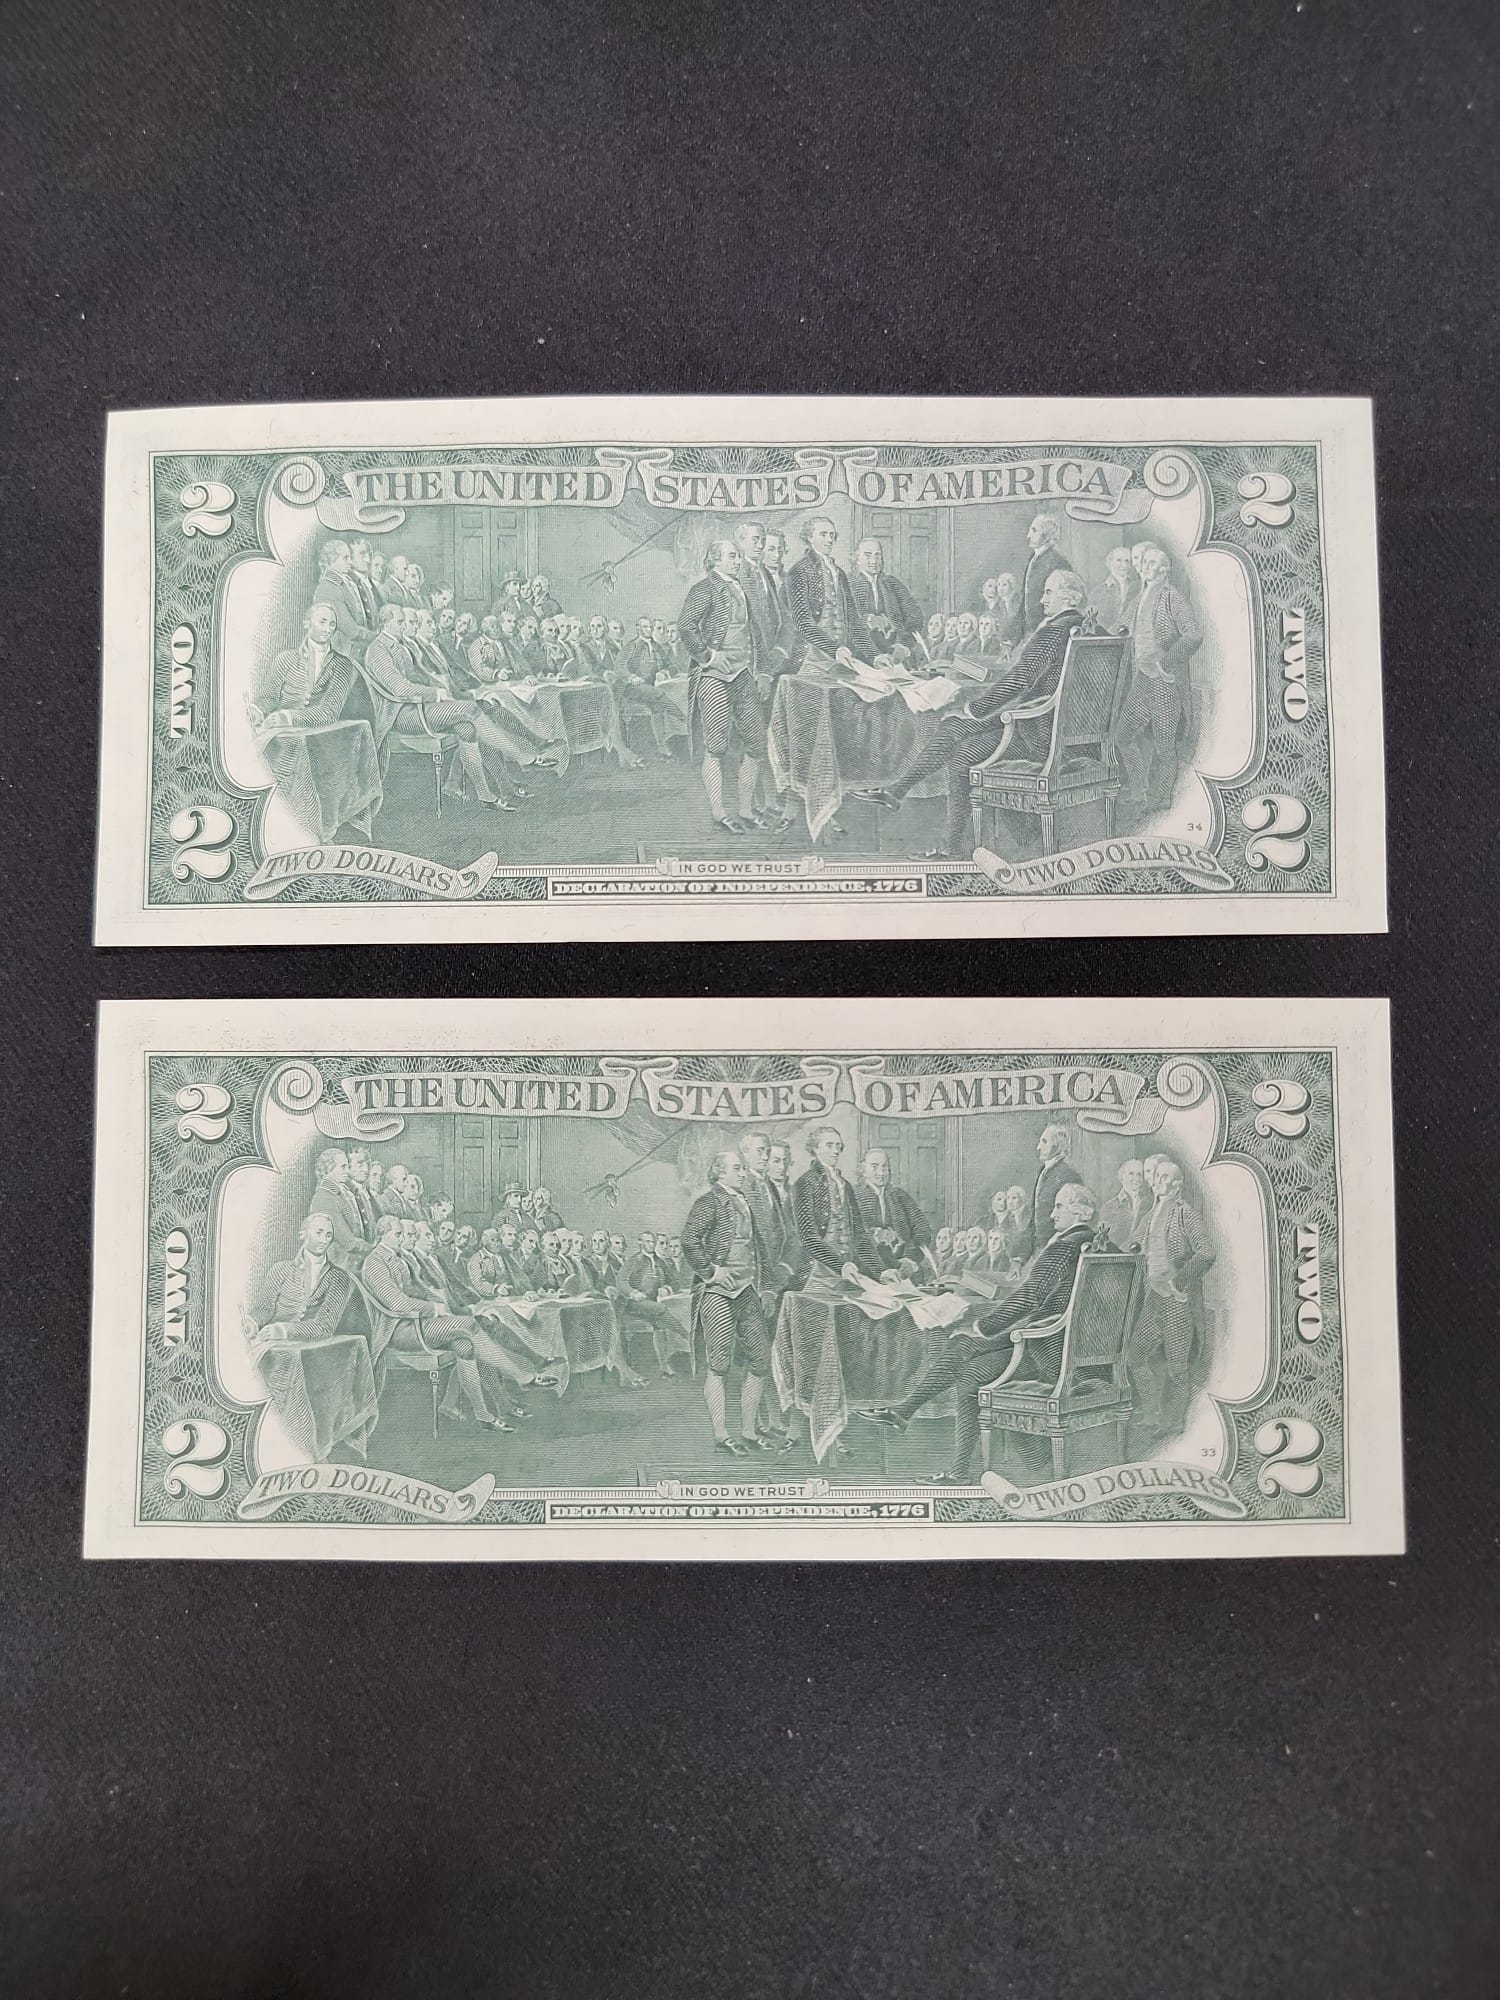 2 THE UNITED STATES OF AMERICA 2
TWO TWO
34
2 TWO DOLLARS IN GOD WE TRUST TWO DOLLARS 2
DECLARATION OF INDEPENDENCE, 1776
2 THE UNITED STATES OF AMERICA 2
TWO TWO
33
2 TWO DOLLARS IN GOD WE TRUST TWO DOLLARS 2
DECLARATION OF INDEPENDENCE, 1776